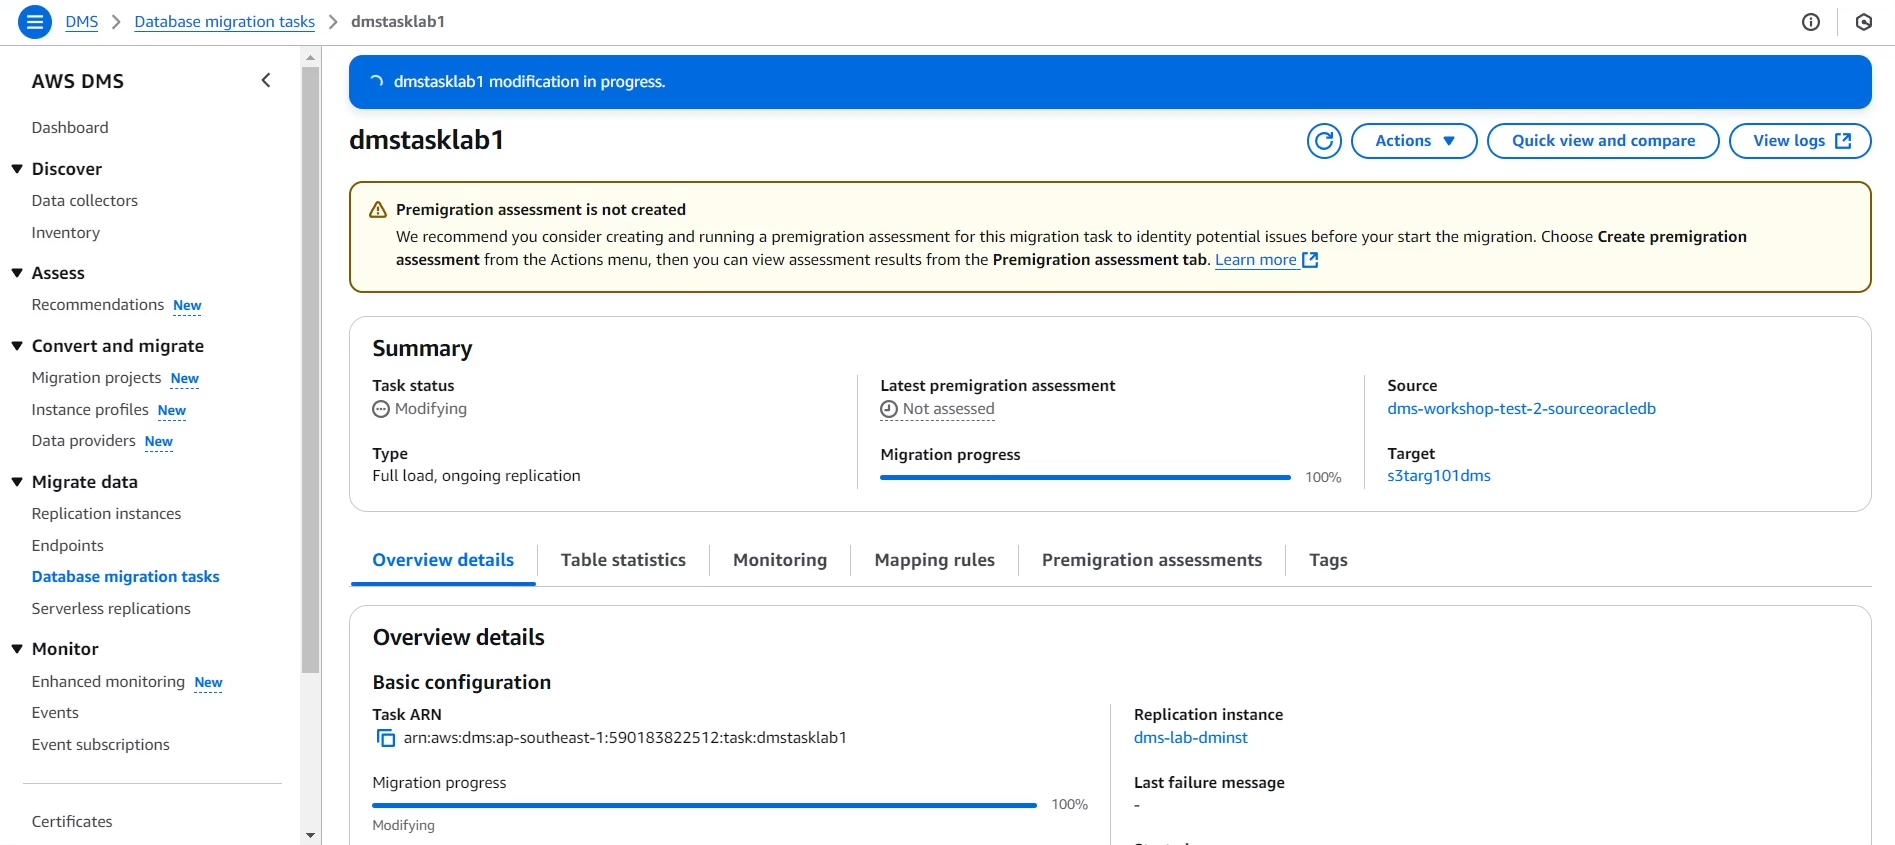 DMS > Database migration tasks > dmstasklab1
AWS DMS
Dashboard
Discover
Data collectors
Inventory
Assess
Recommendations New
Convert and migrate
Migration projects New
Instance profiles New
Data providers New
Migrate data
Replication instances
Endpoints
Database migration tasks
Serverless replications
Monitor
Enhanced monitoring New
Events
Event subscriptions
Certificates
dmstasklab1 modification in progress.
dmstasklab1
Actions
Quick view and compare
View logs
Premigration assessment is not created
We recommend you consider creating and running a premigration assessment for this migration task to identity potential issues before your start the migration. Choose Create premigration
assessment from the Actions menu, then you can view assessment results from the Premigration assessment tab. Learn more
Summary
Task status
Modifying
Type
Full load, ongoing replication
Latest premigration assessment
Not assessed
Migration progress
100%
Source
dms-workshop-test-2-sourceoracledb
Target
s3targ101dms
Overview details
Table statistics
Monitoring
Mapping rules
Premigration assessments
Tags
Overview details
Basic configuration
Task ARN
arn:aws:dms:ap-southeast-1:590183822512:task:dmstasklab1
Migration progress
100%
Modifying
Replication instance
dms-lab-dminst
Last failure message
-